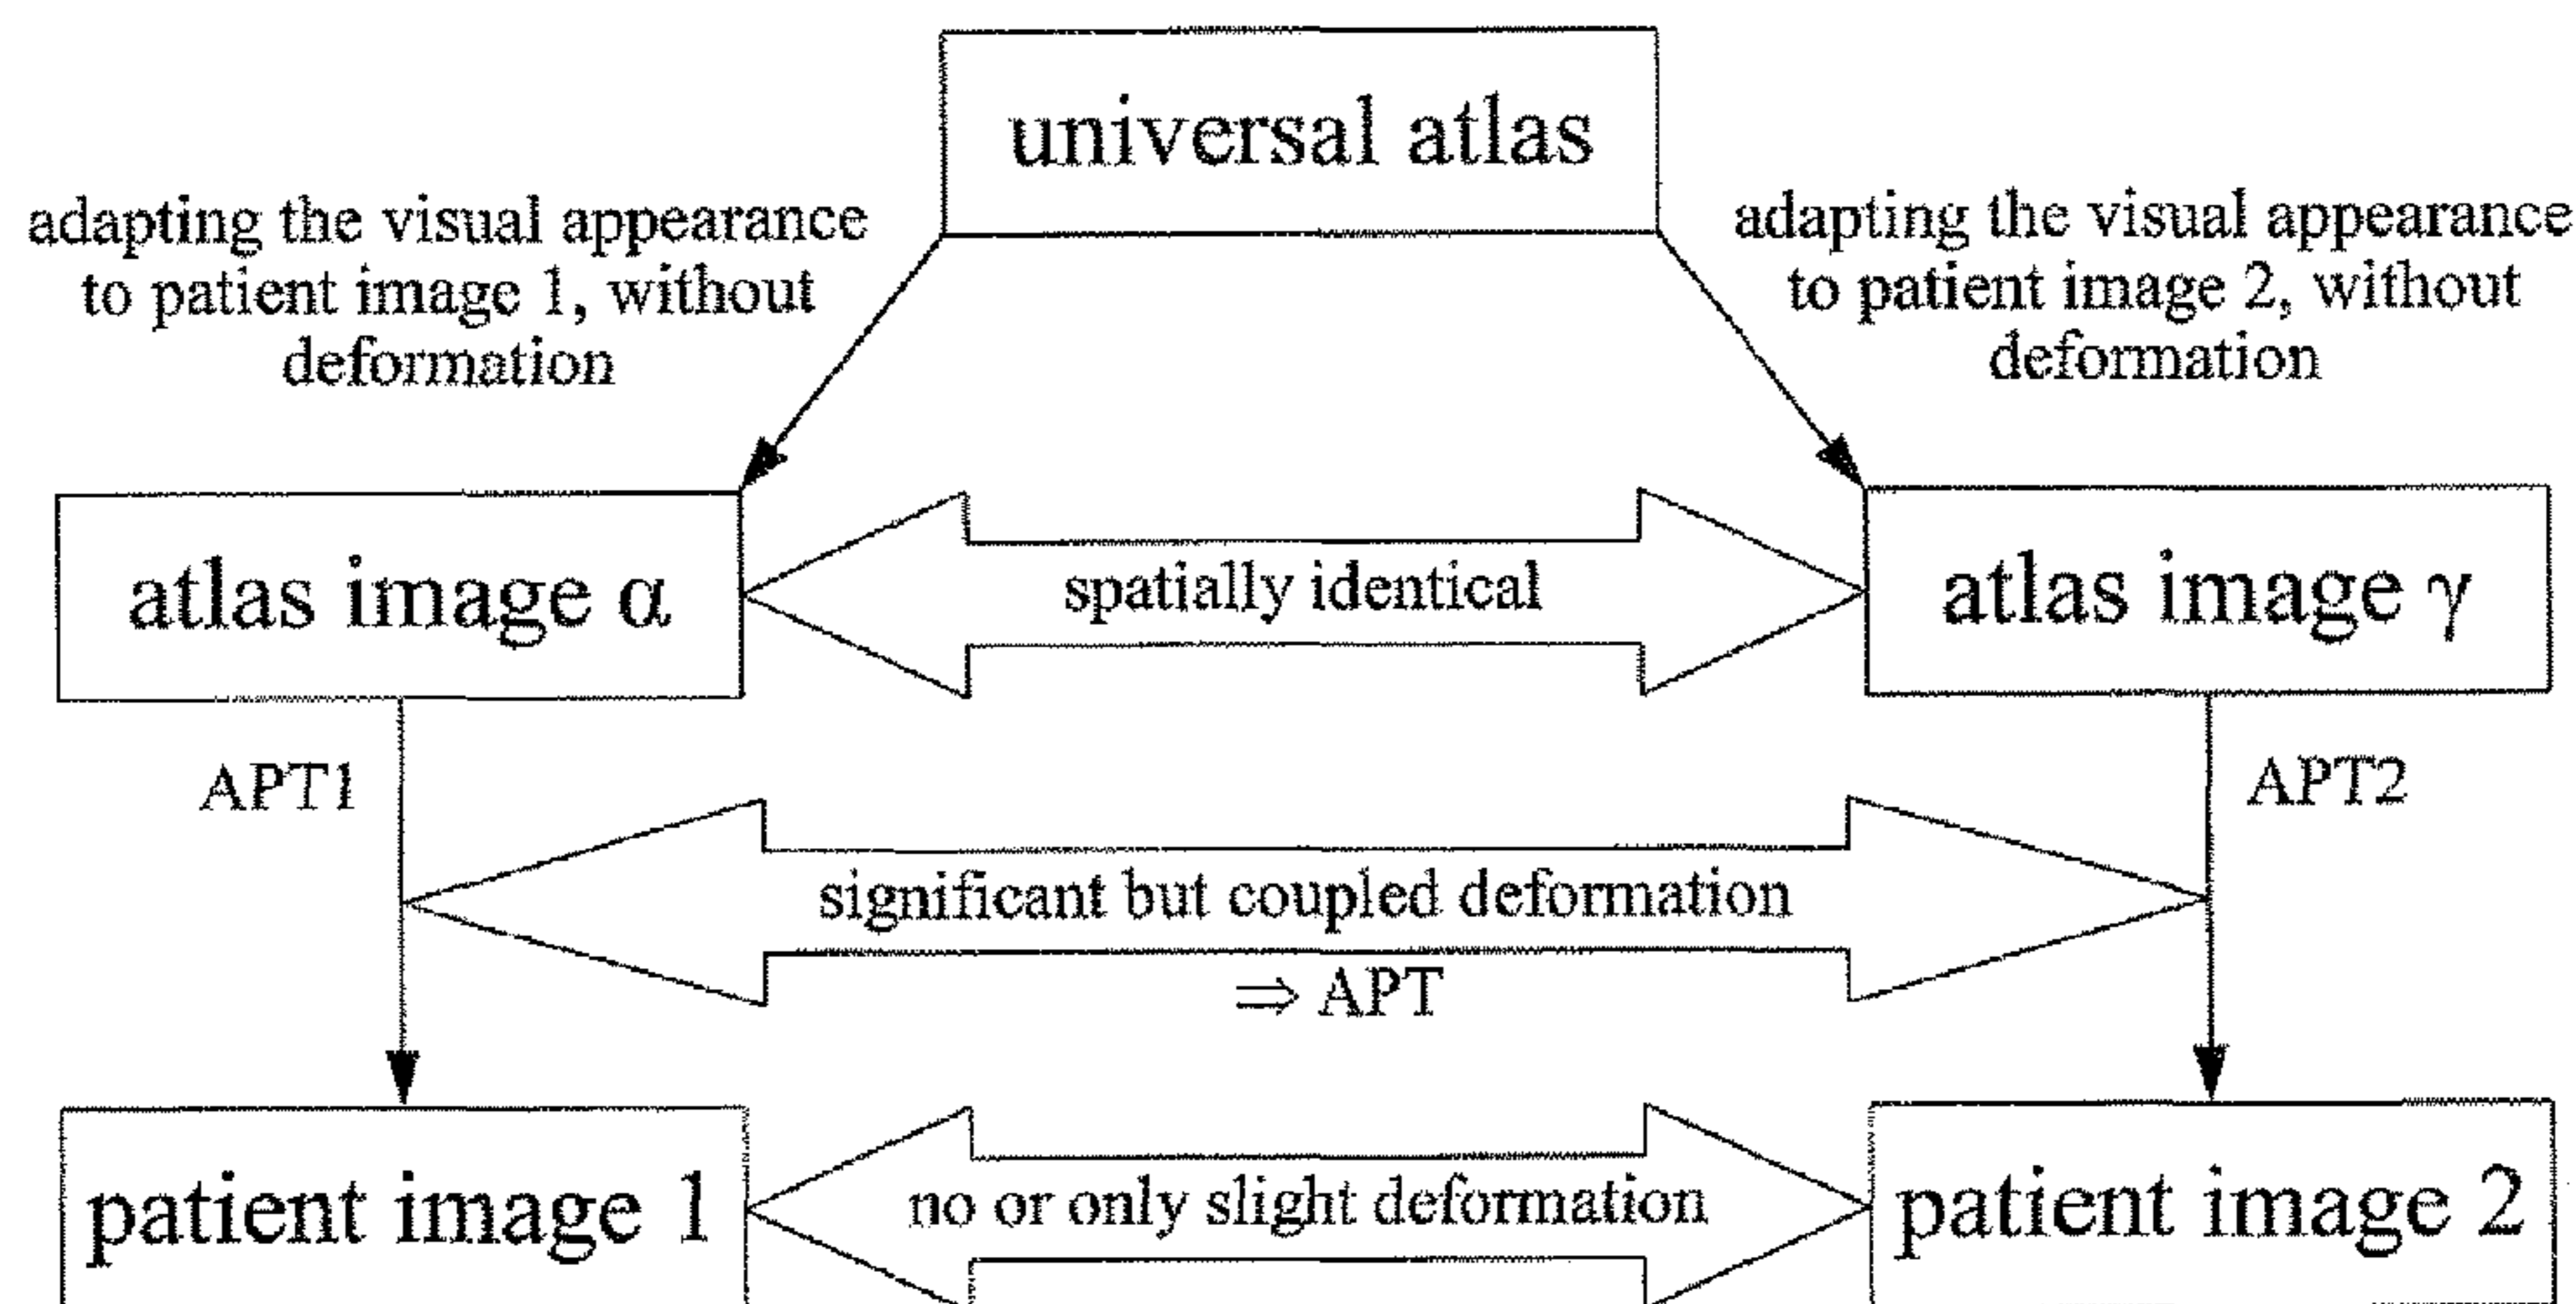 universal atlas
adapting the visual appearance
to patient image 1, without
deformation
adapting the visual appearance
to patient image 2, without
deformation
atlas image α
spatially identical
atlas image γ
APT1
APT2
significant but coupled deformation
⇒ APT
patient image 1
no or only slight deformation
patient image 2